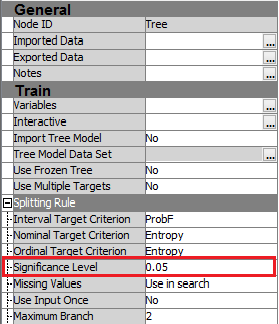 General
Node ID Tree
Imported Data ...
Exported Data ...
Notes ...
Train
Variables ...
Interactive ...
Import Tree Model No
Tree Model Data Set ...
Use Frozen Tree No
Use Multiple Targets No
Splitting Rule
Interval Target Criterion ProbF
Nominal Target Criterion Entropy
Ordinal Target Criterion Entropy
Significance Level 0.05
Missing Values Use in search
Use Input Once No
Maximum Branch 2